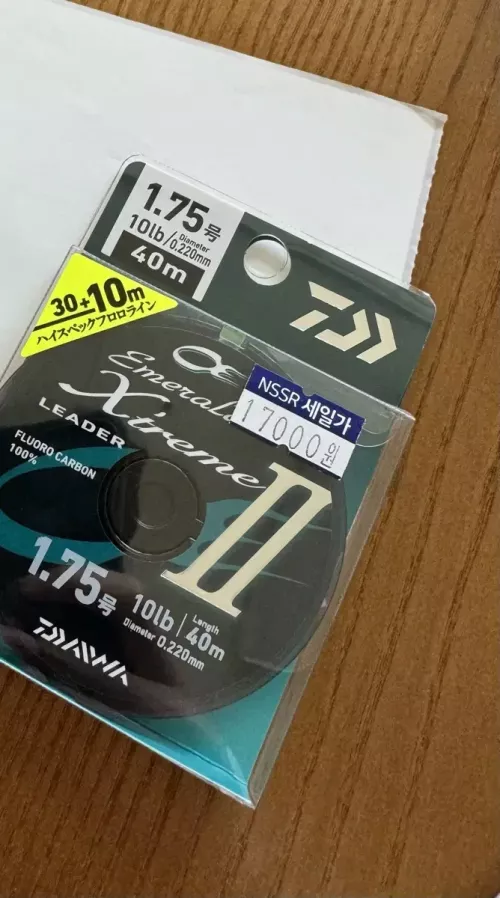 1.75号
10lb/Diameter 0.220mm
40m
30+10m
ハイスペックフロロライン
Emeral
Xtreme
II
LEADER
FLUORO CARBON
100%
NSSR 세일가
17000원
1.75号
10lb/Length 40m
Diameter 0.220mm
DAIWA